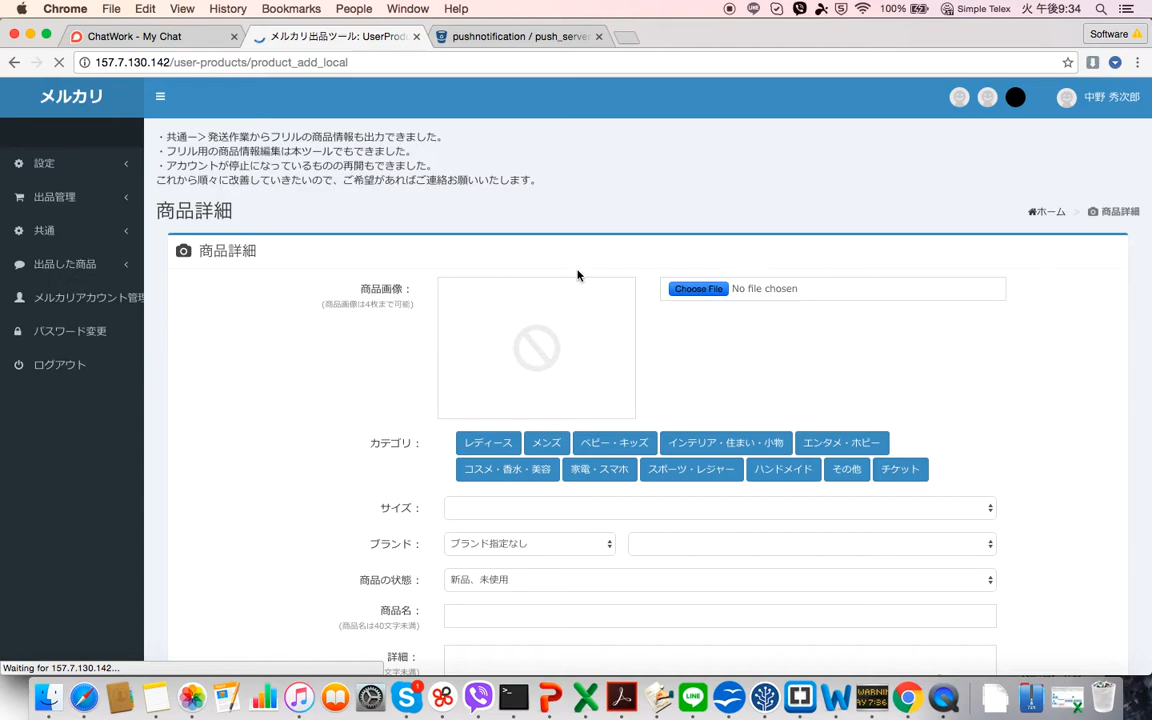 Chrome File Edit View History Bookmarks People Window Help 100% Simple Telex 火 午後9:34
ChatWork - My Chat メルカリ出品ツール: UserProdu pushnotification / push_server Software
157.7.130.142/user-products/product_add_local
メルカリ 中野 秀次郎
・共通ー＞発送作業からフリルの商品情報も出力できました。
・フリル用の商品情報編集は本ツールでもできました。
・アカウントが停止になっているものの再開もできました。
これから順々に改善していきたいので、ご希望があればご連絡お願いいたします。
設定
出品管理
共通
出品した商品
メルカリアカウント管理
パスワード変更
ログアウト
商品詳細 ホーム > 商品詳細
商品詳細
商品画像： Choose File No file chosen
(商品画像は4枚まで可能)
カテゴリ： レディース メンズ ベビー・キッズ インテリア・住まい・小物 エンタメ・ホビー
コスメ・香水・美容 家電・スマホ スポーツ・レジャー ハンドメイド その他 チケット
サイズ：
ブランド： ブランド指定なし
商品の状態： 新品、未使用
商品名：
(商品名は40文字未満)
詳細：
文字未満)
Waiting for 157.7.130.142...